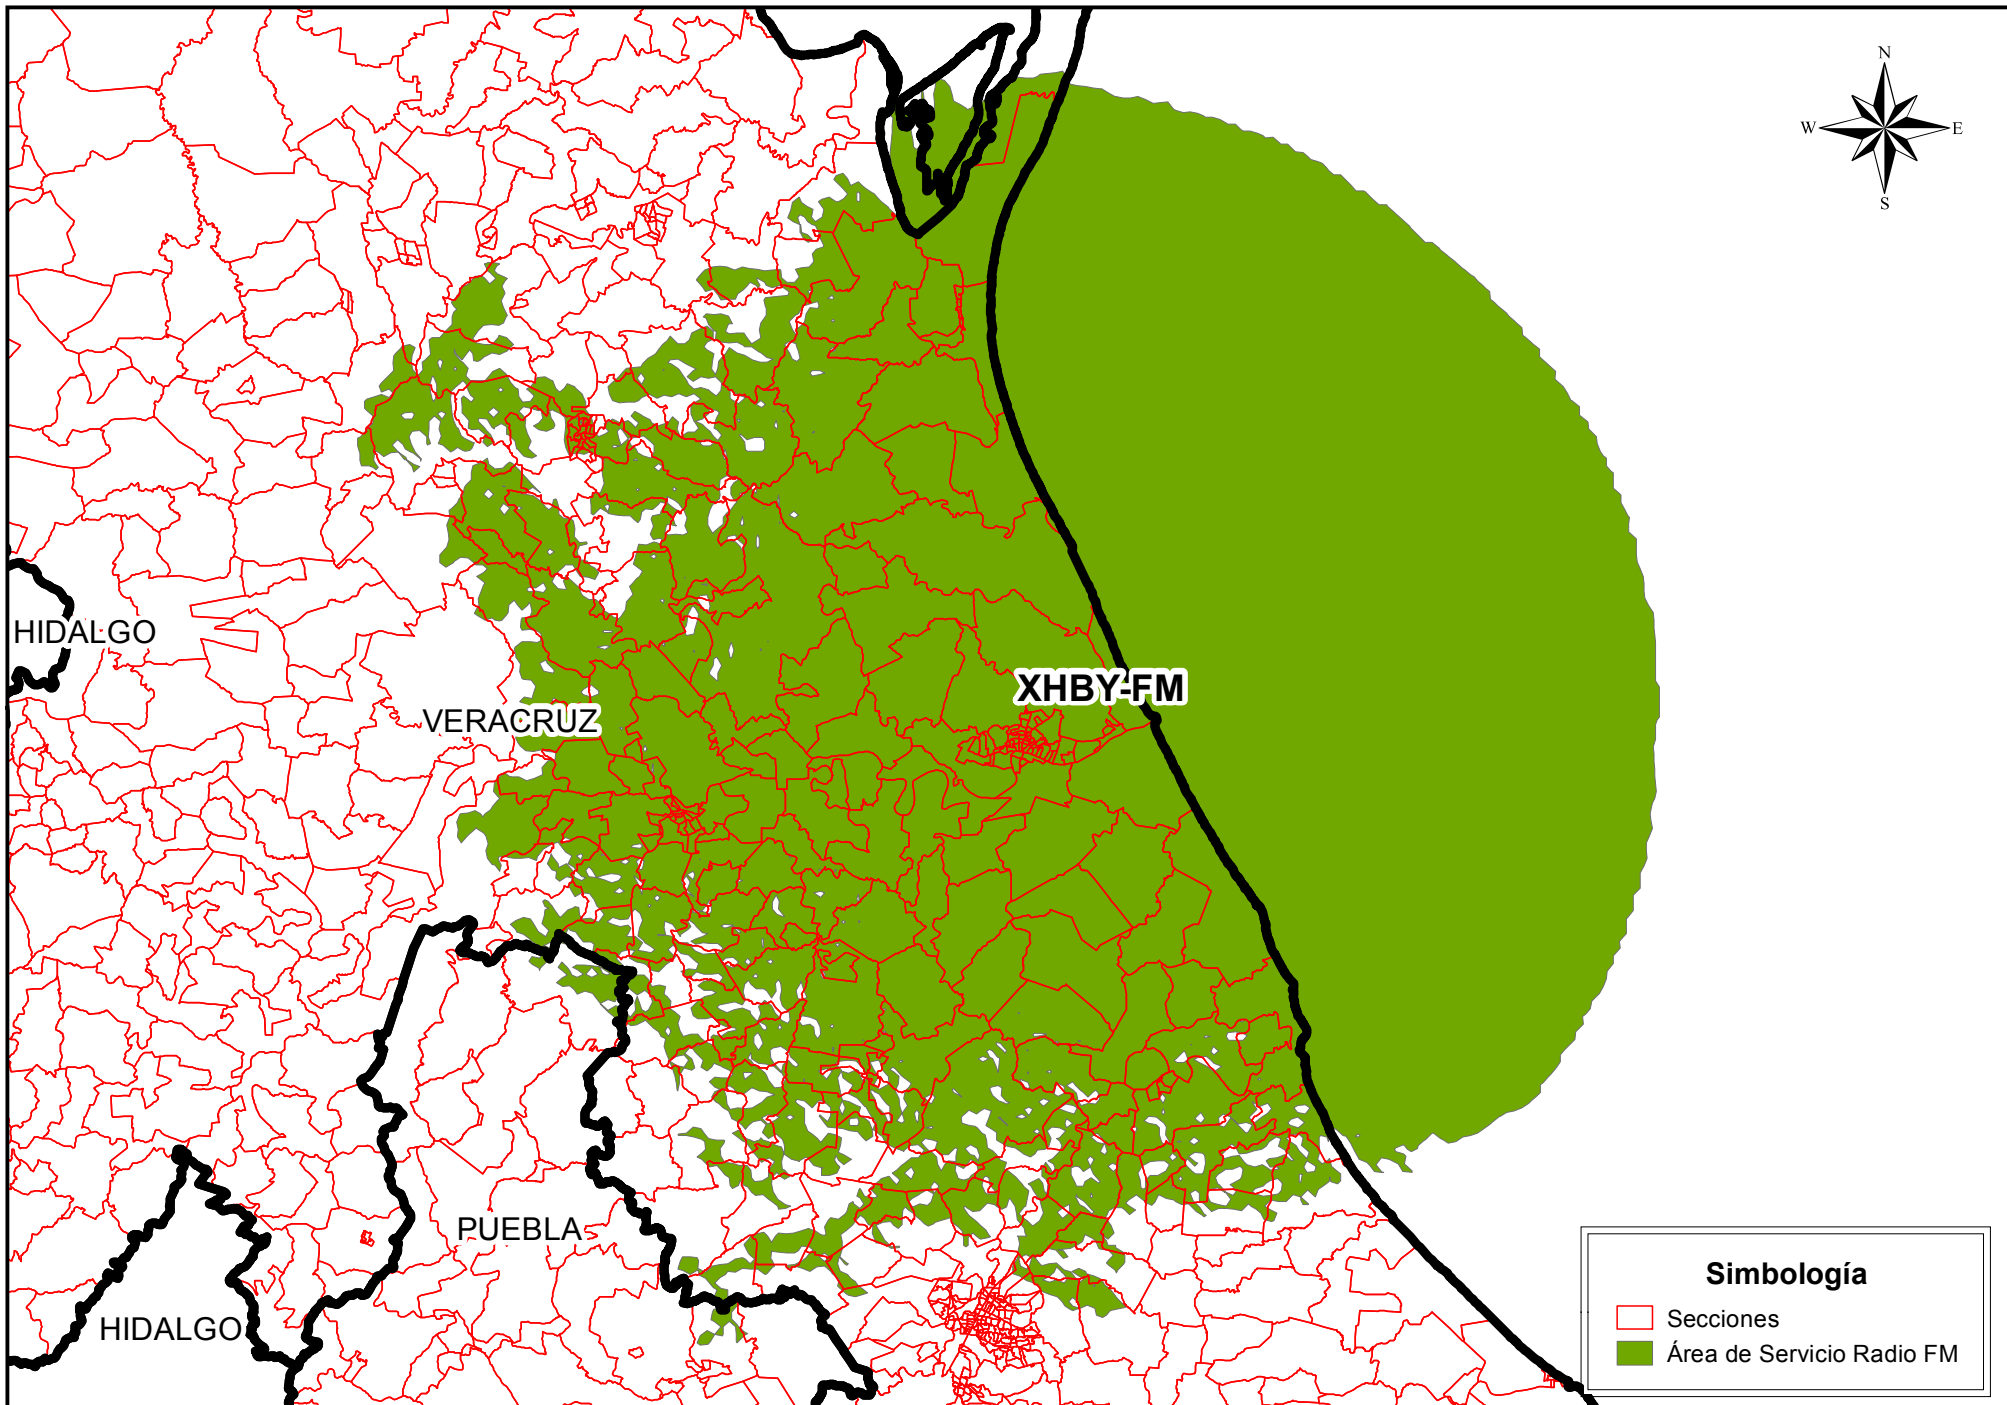 N
W E
S
HIDALGO
XHBY-FM
VERACRUZ
PUEBLA
HIDALGO
Simbología
Secciones
Área de Servicio Radio FM